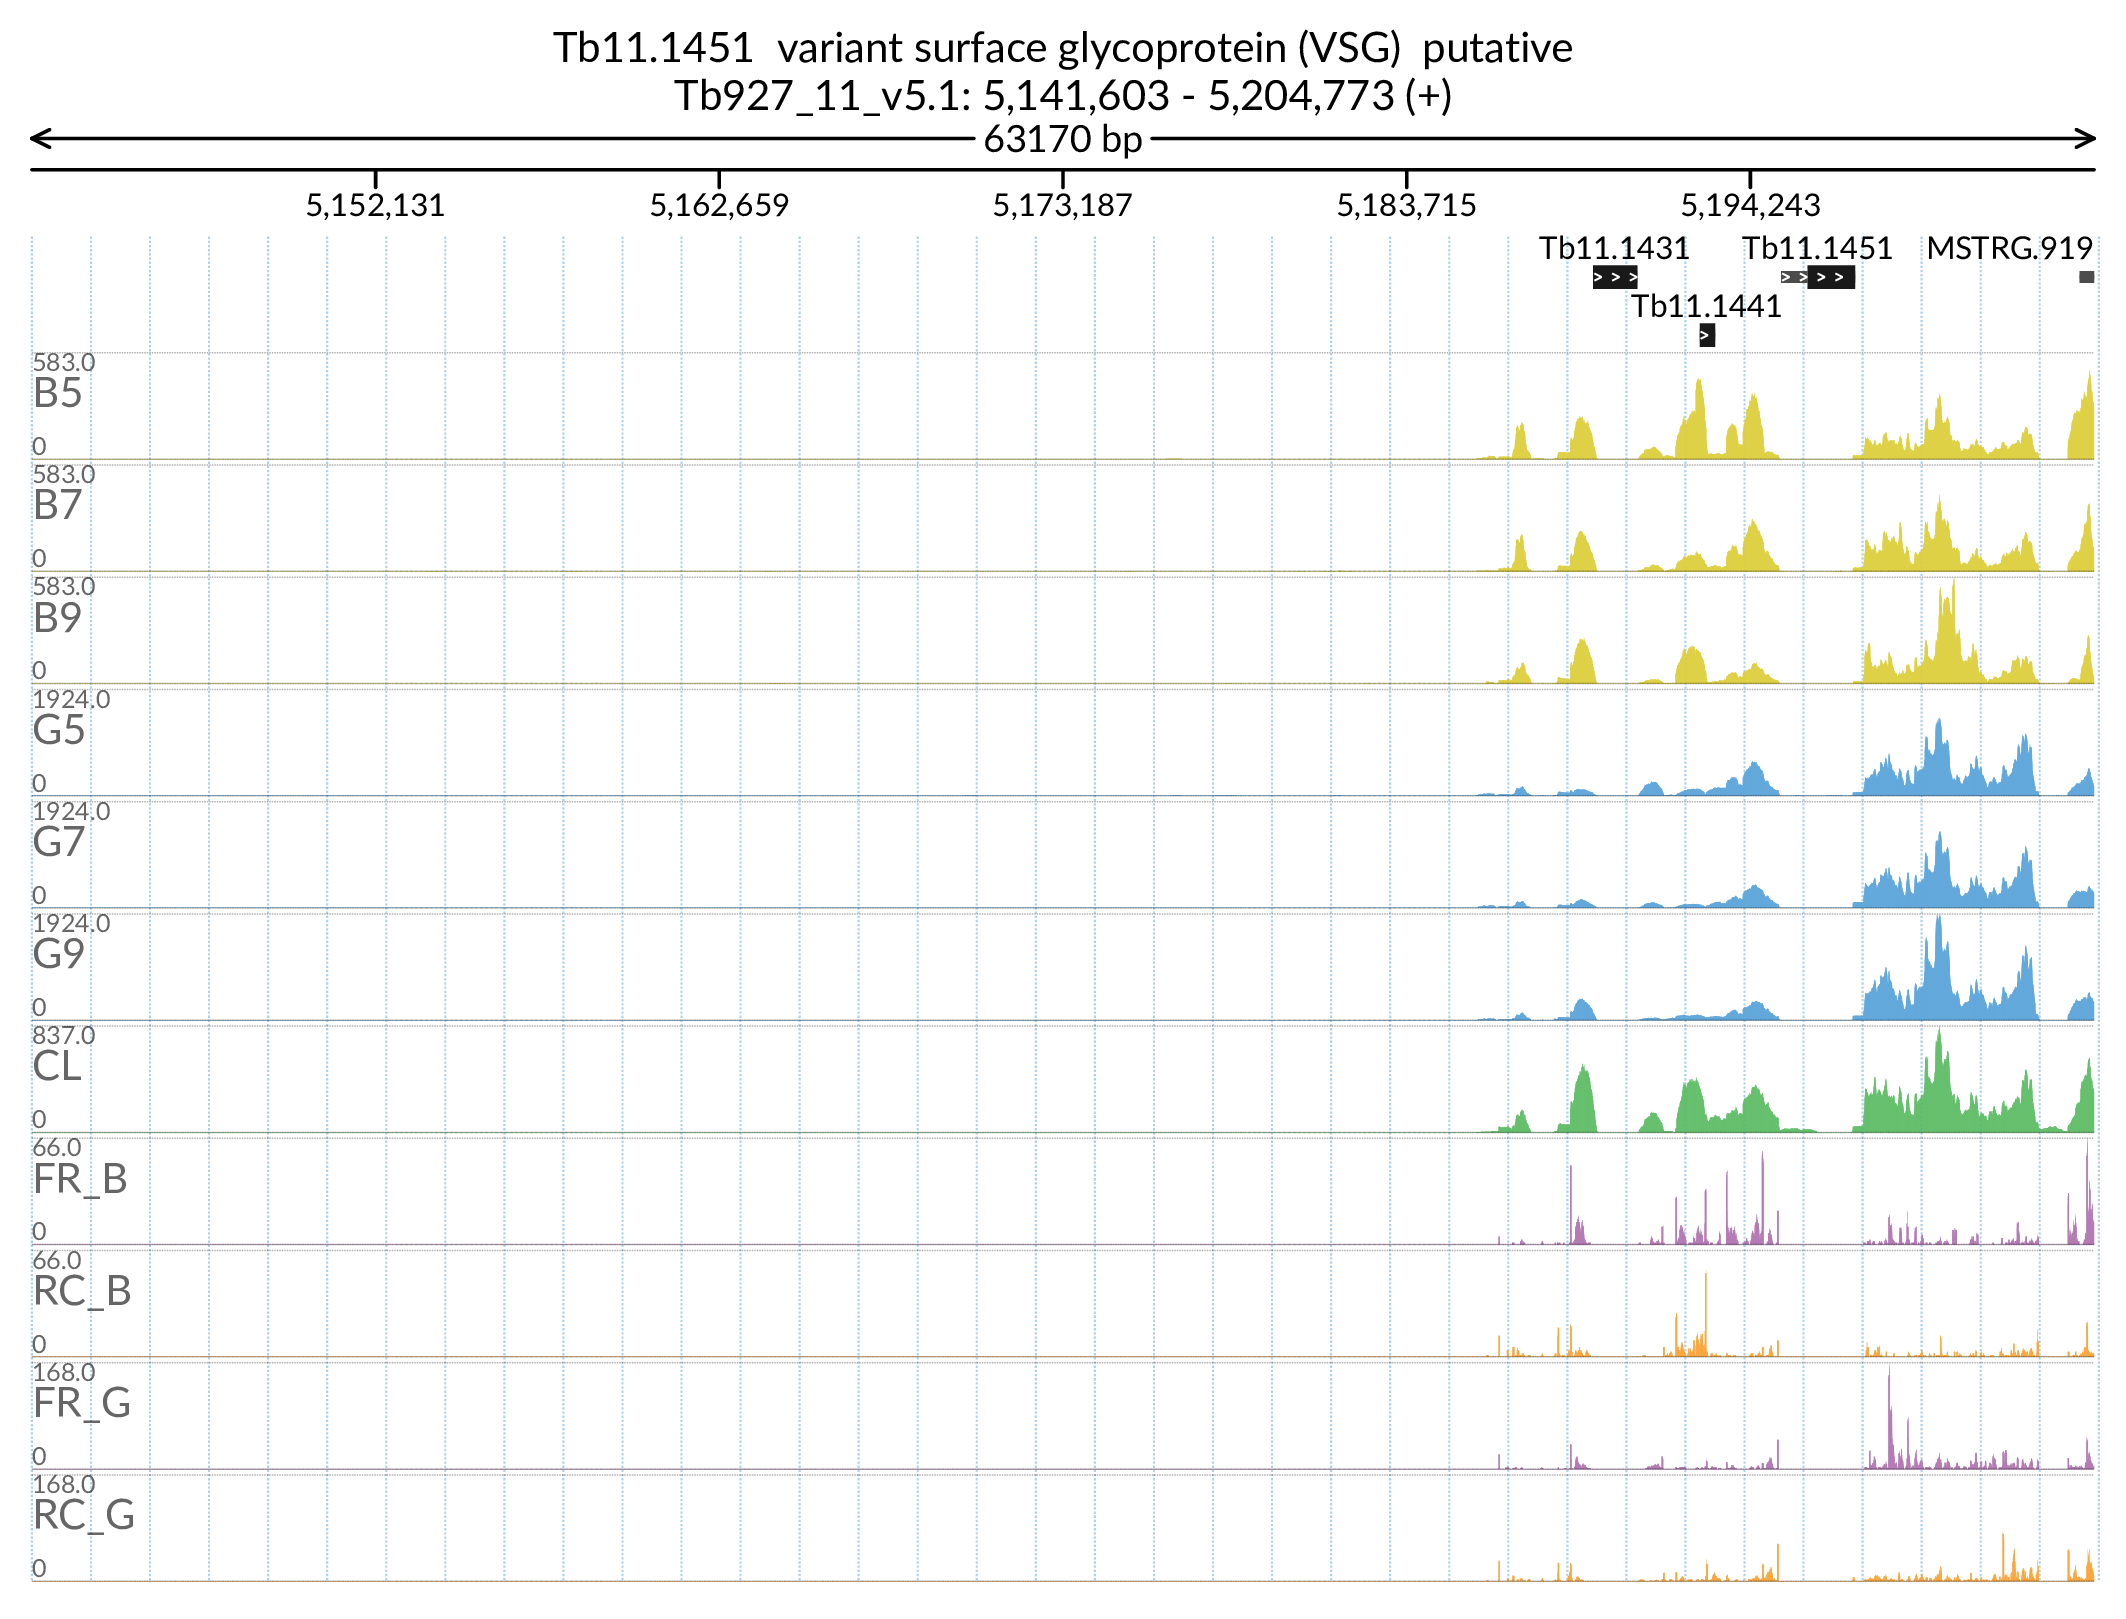 Tb11.1451  variant surface glycoprotein (VSG)  putative
Tb927_11_v5.1: 5,141,603 - 5,204,773 (+)
63170 bp
5,152,131 5,162,659 5,173,187 5,183,715 5,194,243
Tb11.1431 Tb11.1451 MSTRG.919
Tb11.1441
583.0
B5
0
583.0
B7
0
583.0
B9
0
1924.0
G5
0
1924.0
G7
0
1924.0
G9
0
837.0
CL
0
66.0
FR_B
0
66.0
RC_B
0
168.0
FR_G
0
168.0
RC_G
0